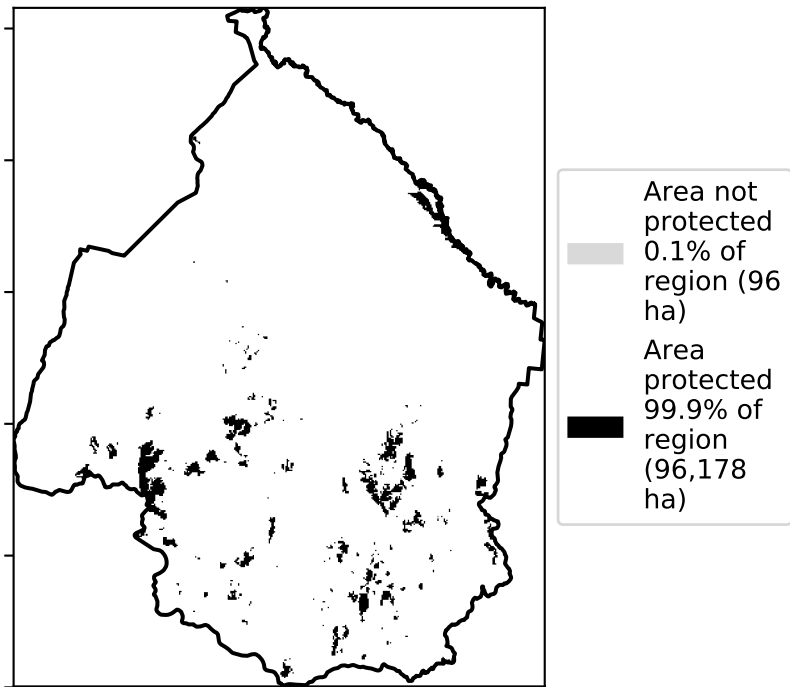 Area not
protected
0.1% of
region (96
ha)
Area
protected
99.9% of
region
(96,178
ha)